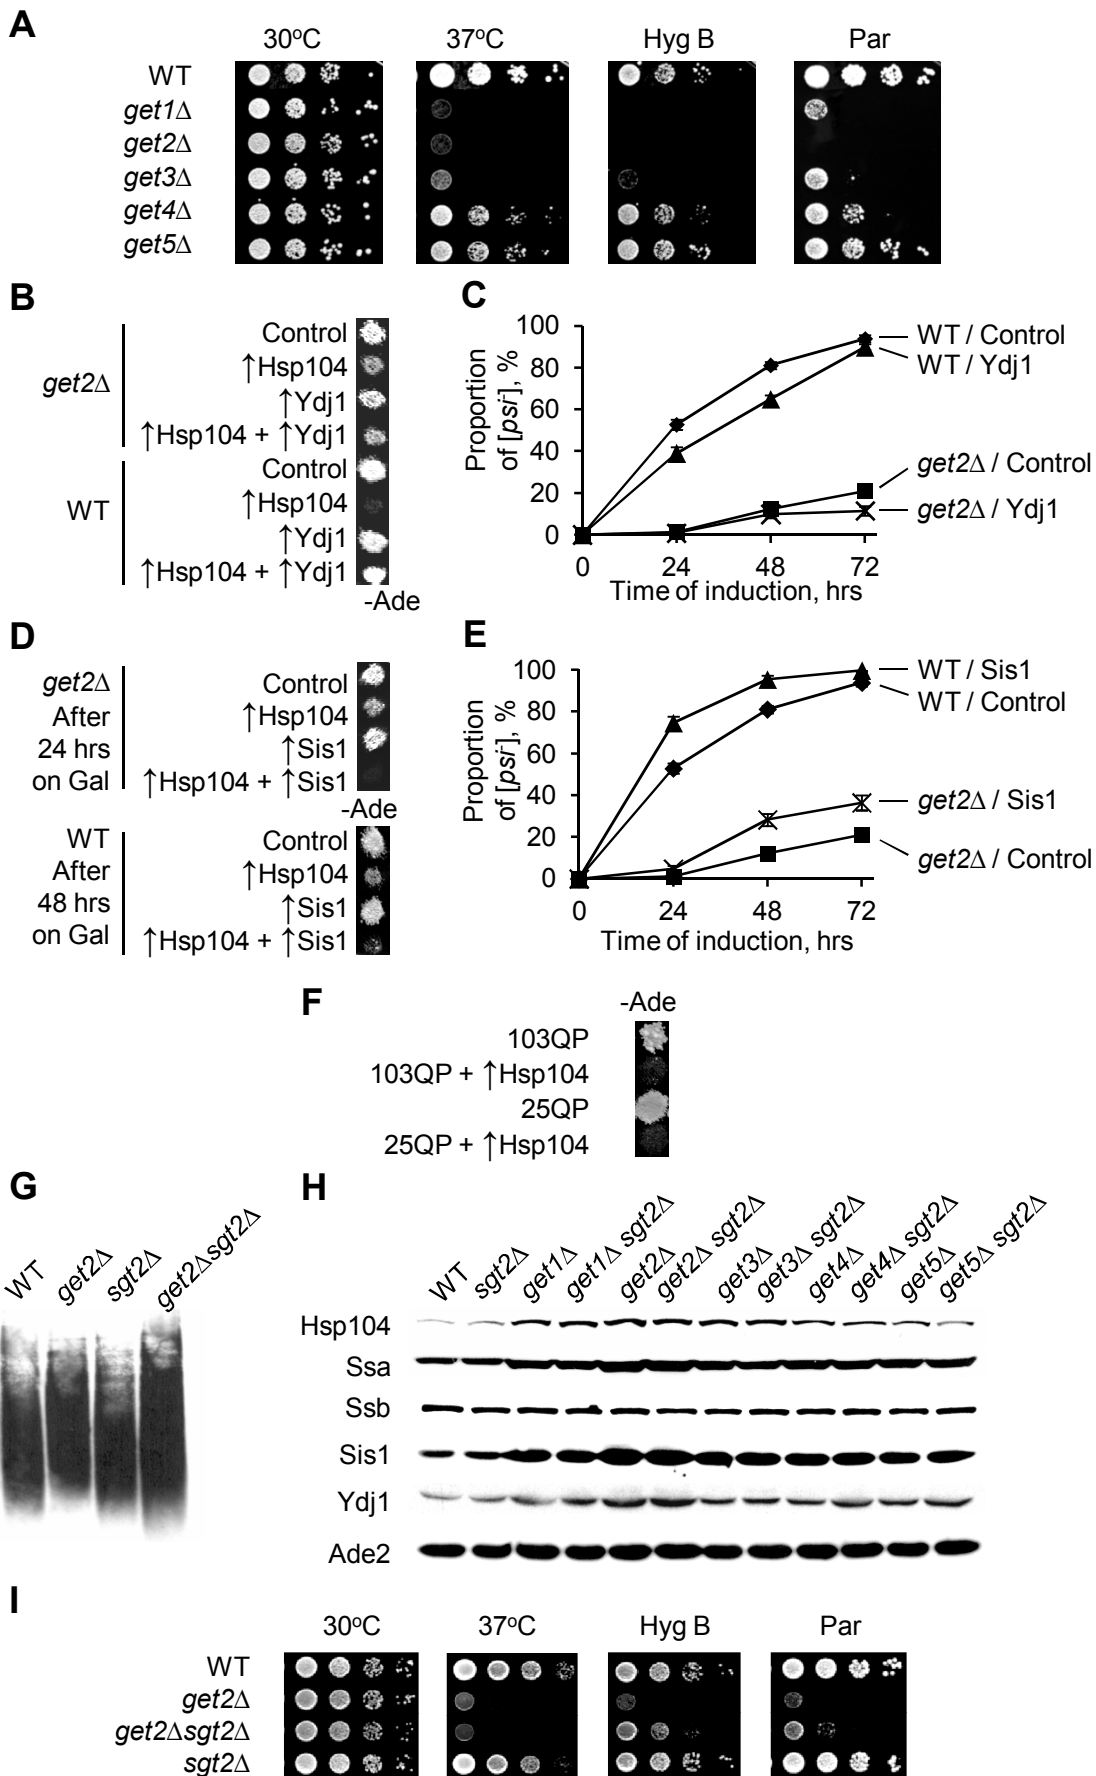 A
30ºC 37ºC Hyg B Par
WT
get1Δ
get2Δ
get3Δ
get4Δ
get5Δ
B
get2Δ
Control
↑Hsp104
↑Ydj1
↑Hsp104 + ↑Ydj1
WT
Control
↑Hsp104
↑Ydj1
↑Hsp104 + ↑Ydj1
-Ade
C
Proportion
of [psi-], %
100
80
60
40
20
0
0 24 48 72
Time of induction, hrs
WT / Control
WT / Ydj1
get2Δ / Control
get2Δ / Ydj1
D
get2Δ
After
24 hrs
on Gal
Control
↑Hsp104
↑Sis1
↑Hsp104 + ↑Sis1
-Ade
WT
After
48 hrs
on Gal
Control
↑Hsp104
↑Sis1
↑Hsp104 + ↑Sis1
E
Proportion
of [psi-], %
100
80
60
40
20
0
0 24 48 72
Time of induction, hrs
WT / Sis1
WT / Control
get2Δ / Sis1
get2Δ / Control
F
-Ade
103QP
103QP + ↑Hsp104
25QP
25QP + ↑Hsp104
G
WT get2Δ sgt2Δ get2Δsgt2Δ
H
WT sgt2Δ get1Δ get1Δ sgt2Δ get2Δ get2Δ sgt2Δ get3Δ get3Δ sgt2Δ get4Δ get4Δ sgt2Δ get5Δ get5Δ sgt2Δ
Hsp104
Ssa
Ssb
Sis1
Ydj1
Ade2
I
30ºC 37ºC Hyg B Par
WT
get2Δ
get2Δsgt2Δ
sgt2Δ